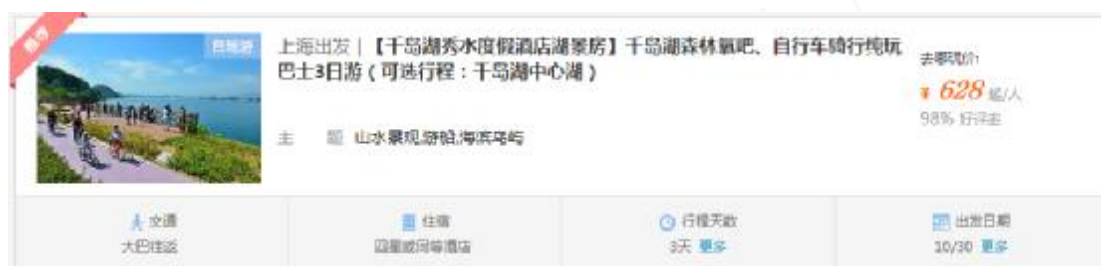 推荐
自驾游
上海出发 | 【千岛湖秀水度假酒店湖景房】千岛湖森林氧吧、自行车骑行纯玩
巴士3日游（可选行程：千岛湖中心湖）
去哪现价:
¥ 628 起/人
98% 好评率
主 题 山水景观,游船,海滨岛屿
交通
大巴往返
住宿
四星或同等酒店
行程天数
3天 更多
出发日期
10/30 更多